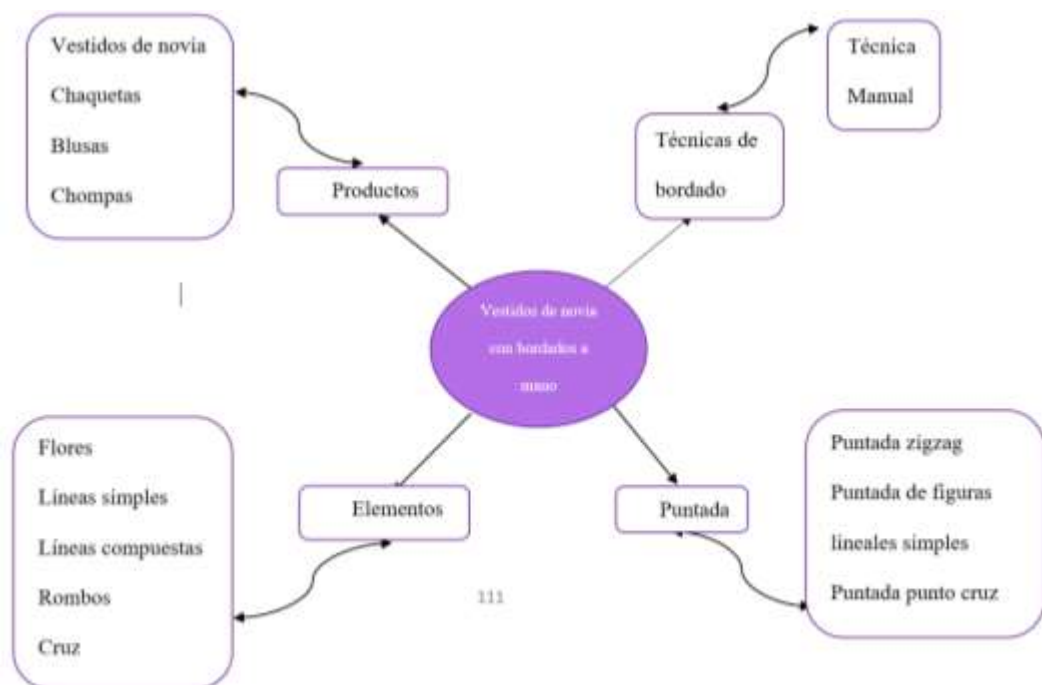 Vestidos de novia
Chaquetas
Blusas
Chompas
Productos
Técnicas de
bordado
Técnica
Manual
Vestidos de novia
con bordados a
mano
Flores
Líneas simples
Líneas compuestas
Rombos
Cruz
Elementos
Puntada
Puntada zigzag
Puntada de figuras
lineales simples
Puntada punto cruz
111